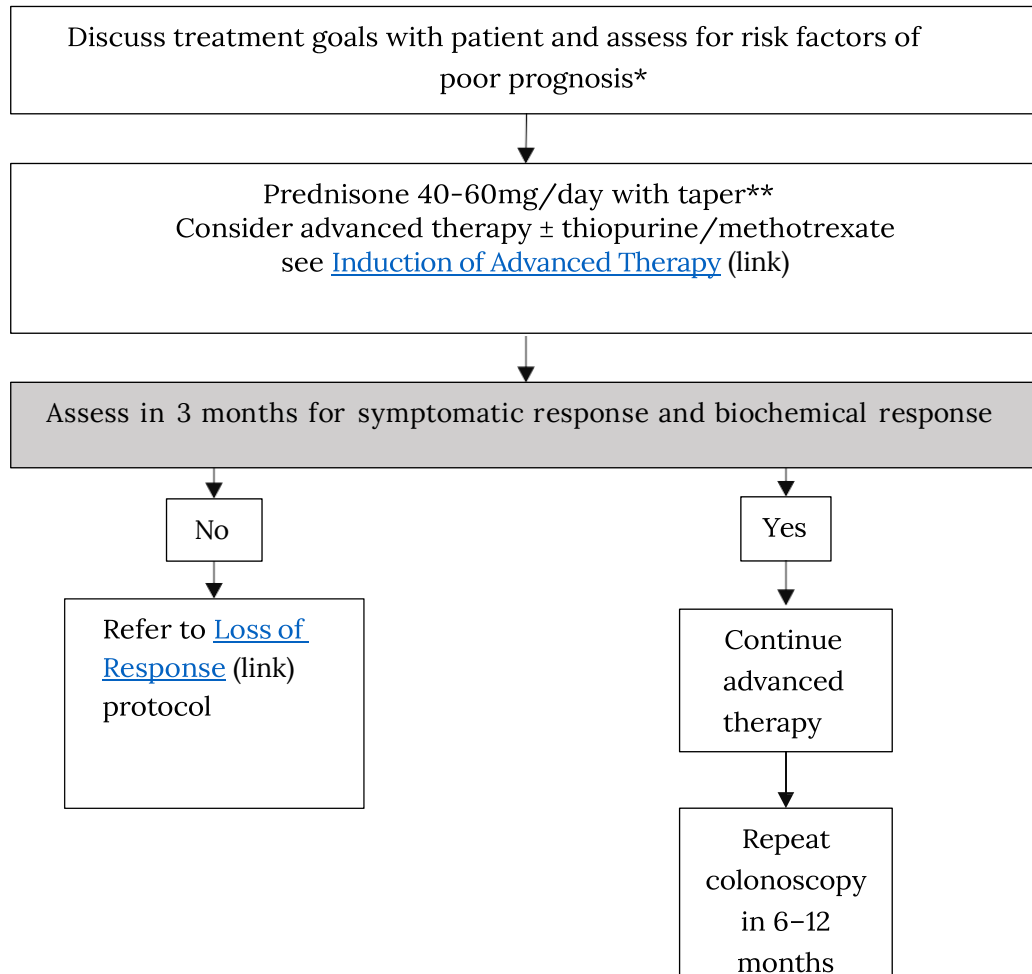 Discuss treatment goals with patient and assess for risk factors of
poor prognosis*
Prednisone 40-60mg/day with taper**
Consider advanced therapy ± thiopurine/methotrexate
see Induction of Advanced Therapy (link)
Assess in 3 months for symptomatic response and biochemical response
No
Yes
Refer to Loss of
Response (link)
protocol
Continue
advanced
therapy
Repeat
colonoscopy
in 6–12
months